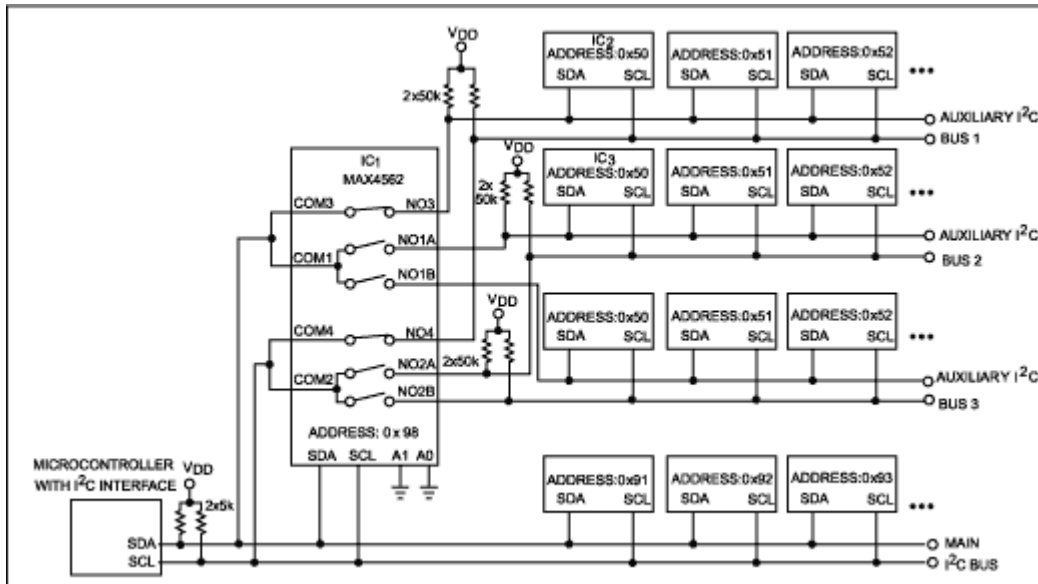 VDD
IC2
ADDRESS:0x50
SDA SCL
ADDRESS:0x51
SDA SCL
ADDRESS:0x52
SDA SCL
•••
2x50k
AUXILIARY I²C
BUS 1
IC1
MAX4562
VDD
2x
50k
IC3
ADDRESS:0x50
SDA SCL
ADDRESS:0x51
SDA SCL
ADDRESS:0x52
SDA SCL
•••
COM3 NO3
NO1A
COM1
NO1B
AUXILIARY I²C
BUS 2
VDD
COM4 NO4
NO2A
COM2
NO2B
2x50k
ADDRESS:0x50
SDA SCL
ADDRESS:0x51
SDA SCL
ADDRESS:0x52
SDA SCL
•••
AUXILIARY I²C
BUS 3
ADDRESS: 0x98
SDA SCL A1 A0
MICROCONTROLLER
WITH I²C INTERFACE
VDD
2x5k
SDA
SCL
ADDRESS:0x91
SDA SCL
ADDRESS:0x92
SDA SCL
ADDRESS:0x93
SDA SCL
•••
MAIN
I²C BUS